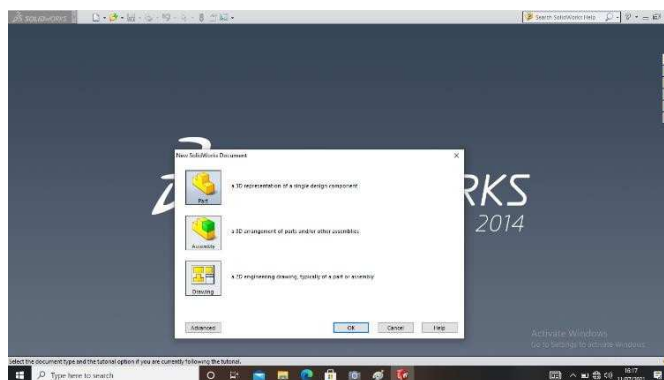 SOLIDWORKS
Search SolidWorks Help
RKS
2014
New SolidWorks Document
Part
a 3D representation of a single design component
Assembly
a 3D arrangement of parts and/or other assemblies
Drawing
a 2D engineering drawing, typically of a part or assembly
Advanced
OK
Cancel
Help
Activate Windows
Go to Settings to activate Windows.
Select the document type and the tutorial option if you are currently following the tutorial.
Type here to search
16:17